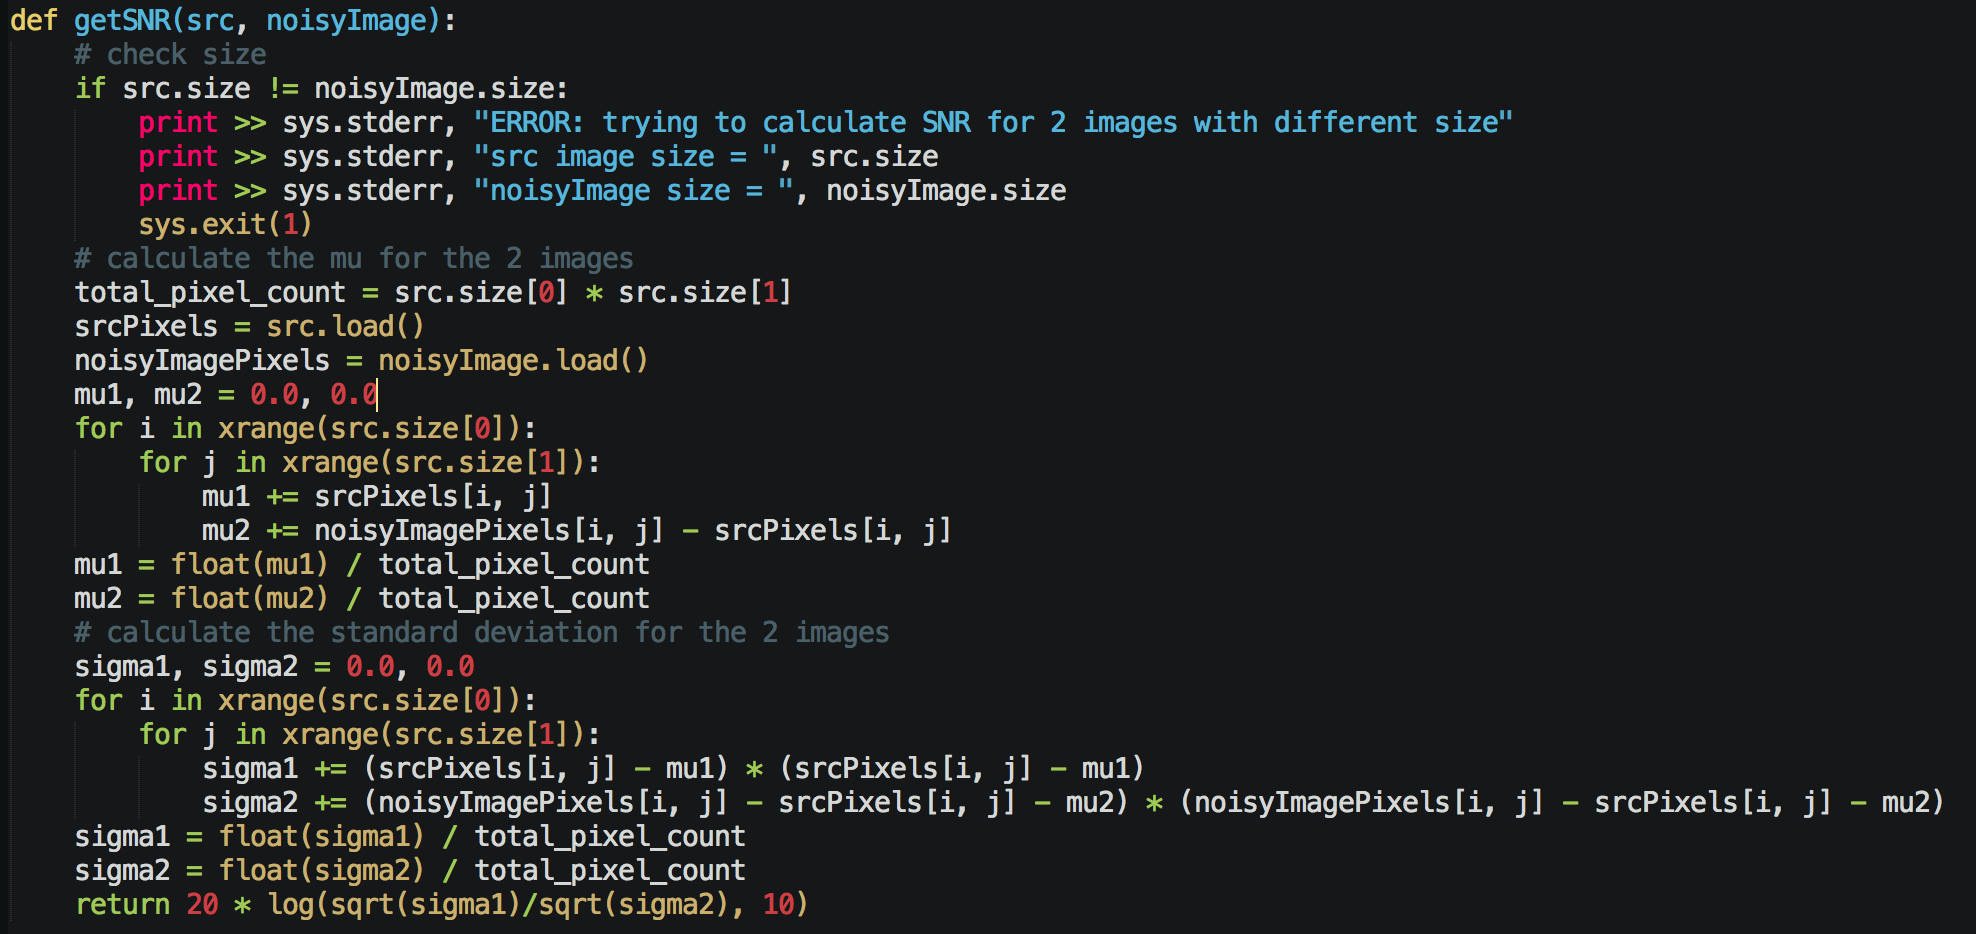 def getSNR(src, noisyImage):
    # check size
    if src.size != noisyImage.size:
        print >> sys.stderr, "ERROR: trying to calculate SNR for 2 images with different size"
        print >> sys.stderr, "src image size = ", src.size
        print >> sys.stderr, "noisyImage size = ", noisyImage.size
        sys.exit(1)
    # calculate the mu for the 2 images
    total_pixel_count = src.size[0] * src.size[1]
    srcPixels = src.load()
    noisyImagePixels = noisyImage.load()
    mu1, mu2 = 0.0, 0.0
    for i in xrange(src.size[0]):
        for j in xrange(src.size[1]):
            mu1 += srcPixels[i, j]
            mu2 += noisyImagePixels[i, j] - srcPixels[i, j]
    mu1 = float(mu1) / total_pixel_count
    mu2 = float(mu2) / total_pixel_count
    # calculate the standard deviation for the 2 images
    sigma1, sigma2 = 0.0, 0.0
    for i in xrange(src.size[0]):
        for j in xrange(src.size[1]):
            sigma1 += (srcPixels[i, j] - mu1) * (srcPixels[i, j] - mu1)
            sigma2 += (noisyImagePixels[i, j] - srcPixels[i, j] - mu2) * (noisyImagePixels[i, j] - srcPixels[i, j] - mu2)
    sigma1 = float(sigma1) / total_pixel_count
    sigma2 = float(sigma2) / total_pixel_count
    return 20 * log(sqrt(sigma1)/sqrt(sigma2), 10)